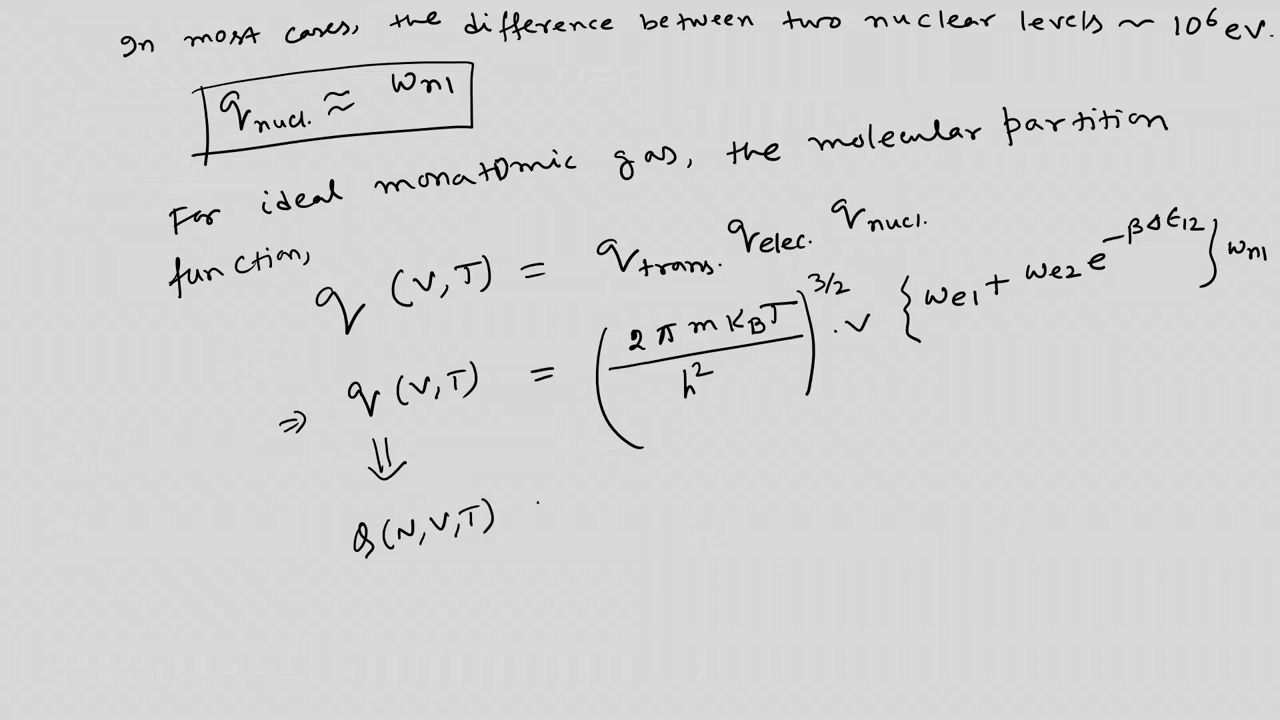 In most cases, the difference between two nuclear levels ~ 10⁶ eV.
q_nucl. ≈ ω_n1
For ideal monatomic gas, the molecular partition
function,
q (V,T) = q_trans. q_elec. q_nucl.
⇒ q (V,T) = (2πmK_BT / h²)^3/2 . V {ω_e1 + ω_e2 e^-βΔϵ_12} ω_n1
⇓
Q(N,V,T)